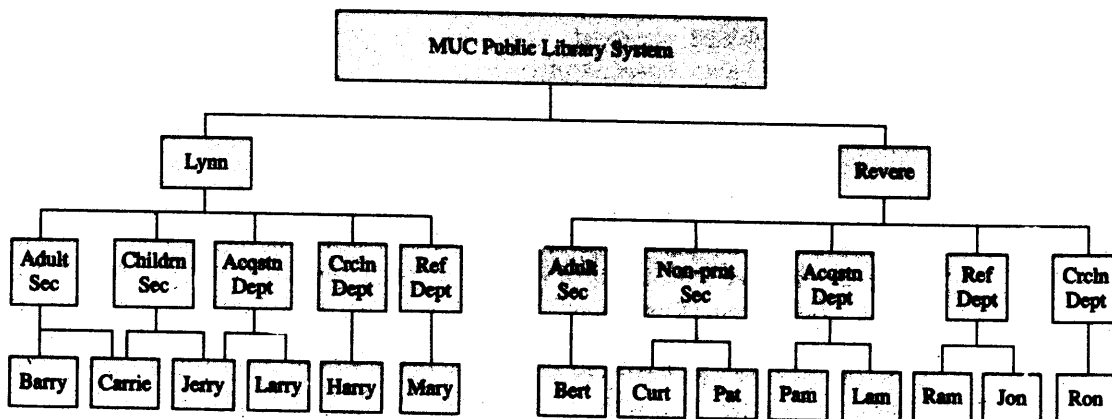 MUC Public Library System
Lynn
Revere
Adult
Sec
Childrn
Sec
Acqstn
Dept
Crcln
Dept
Ref
Dept
Adult
Sec
Non-prnt
Sec
Acqstn
Dept
Ref
Dept
Crcln
Dept
Barry
Carrie
Jerry
Larry
Harry
Mary
Bert
Curt
Pat
Pam
Lam
Ram
Jon
Ron